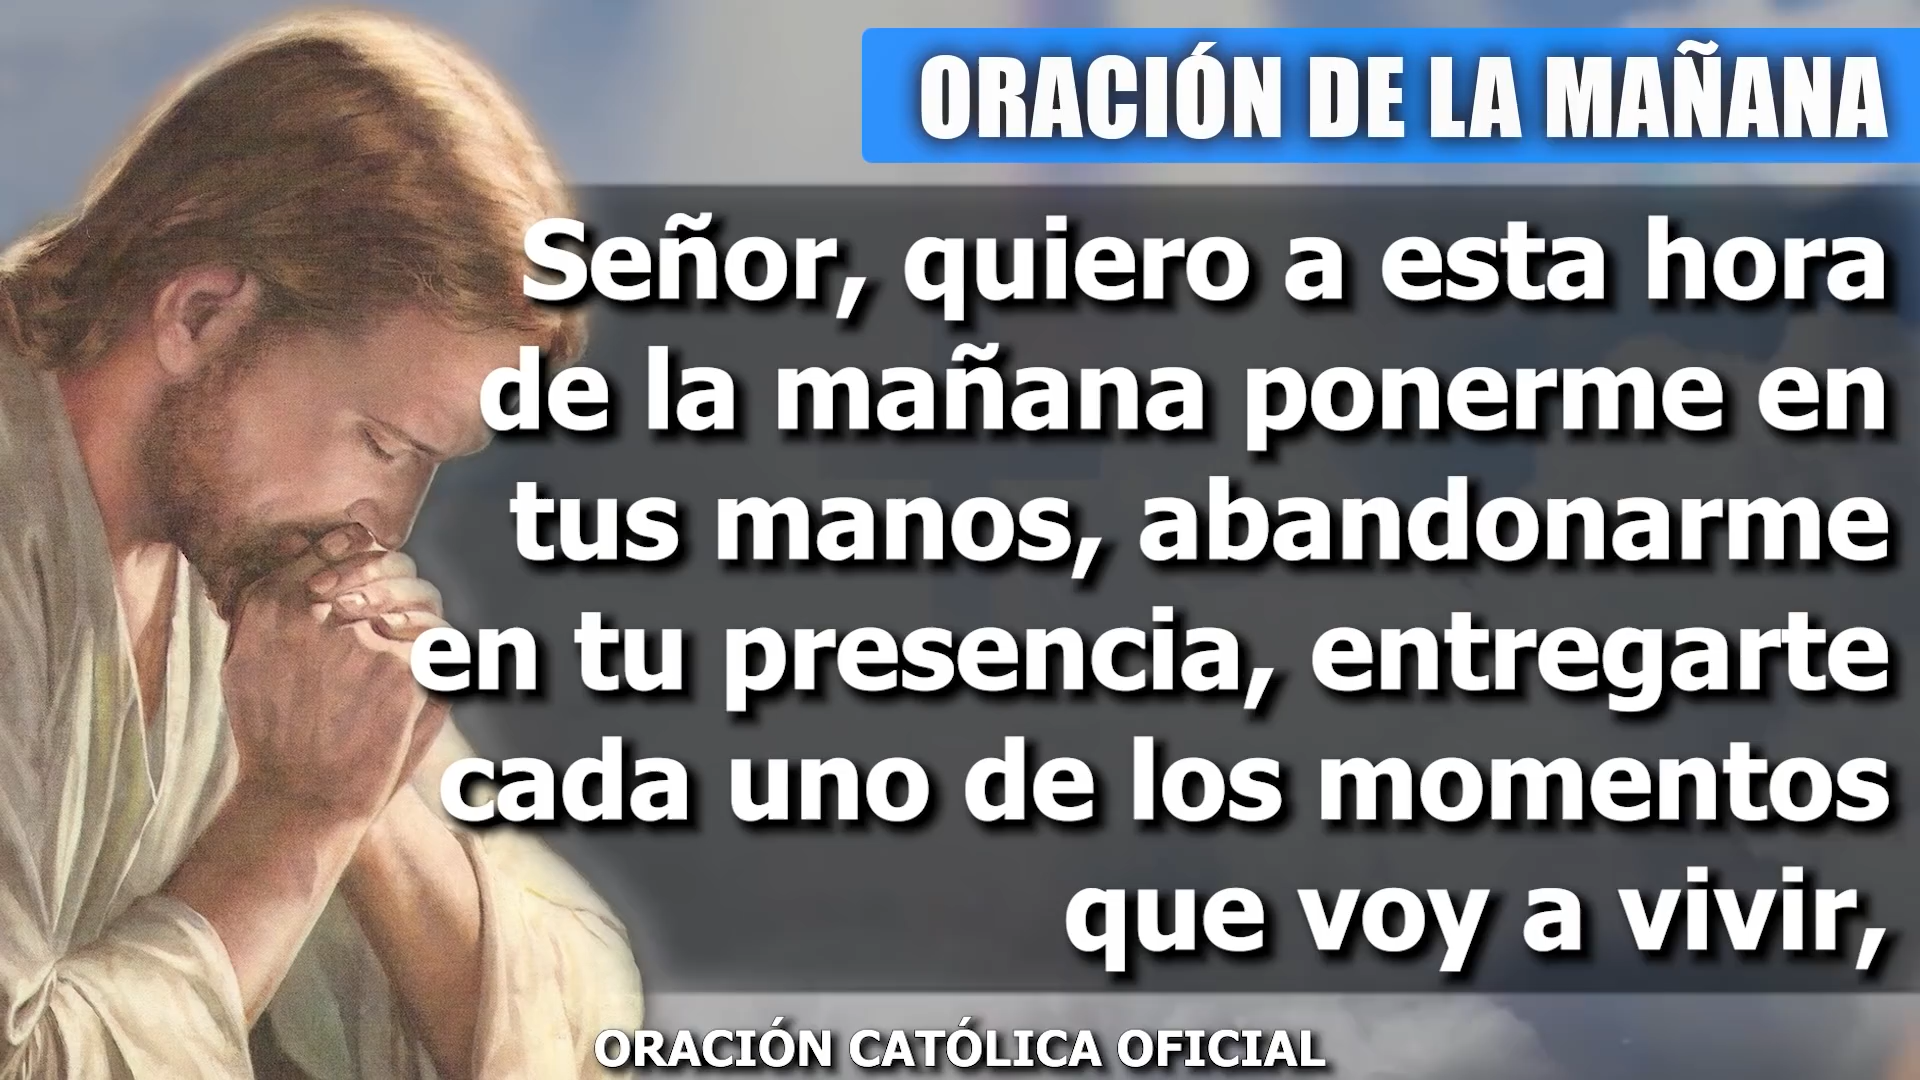 ORACIÓN DE LA MAÑANA
Señor, quiero a esta hora
de la mañana ponerme en
tus manos, abandonarme
en tu presencia, entregarte
cada uno de los momentos
que voy a vivir,
ORACIÓN CATÓLICA OFICIAL